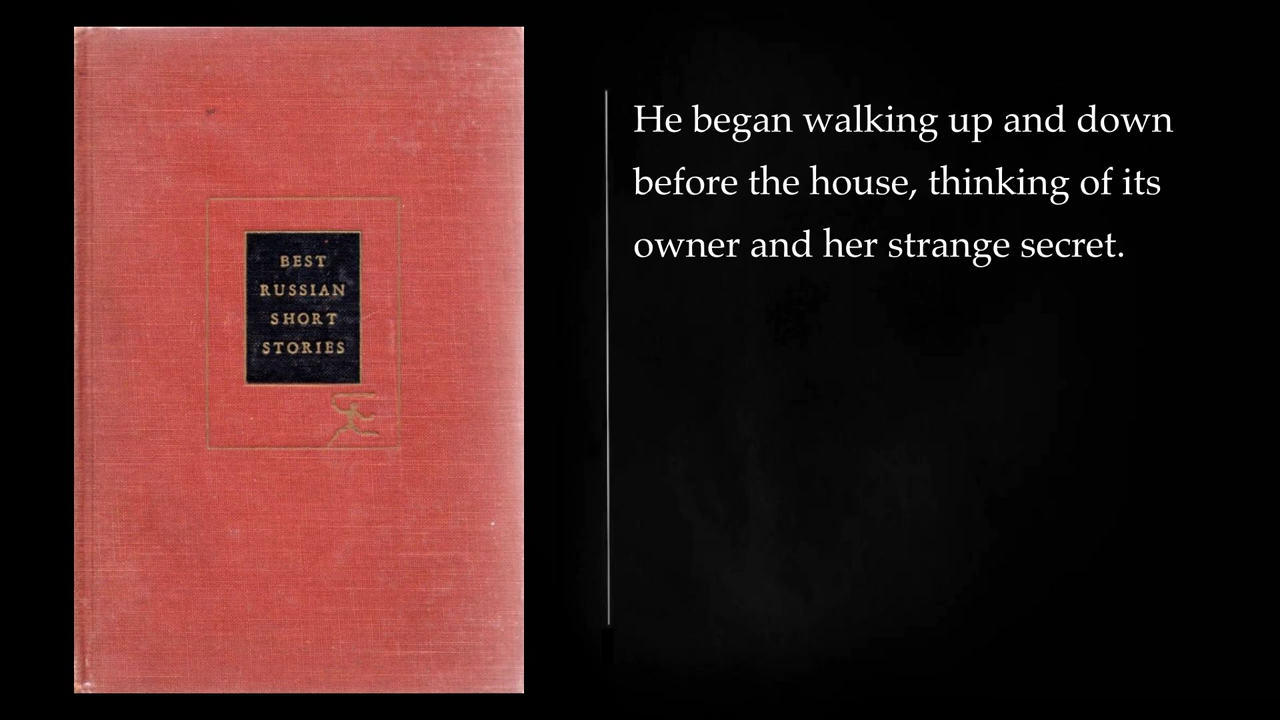 BEST
RUSSIAN
SHORT
STORIES
He began walking up and down
before the house, thinking of its
owner and her strange secret.